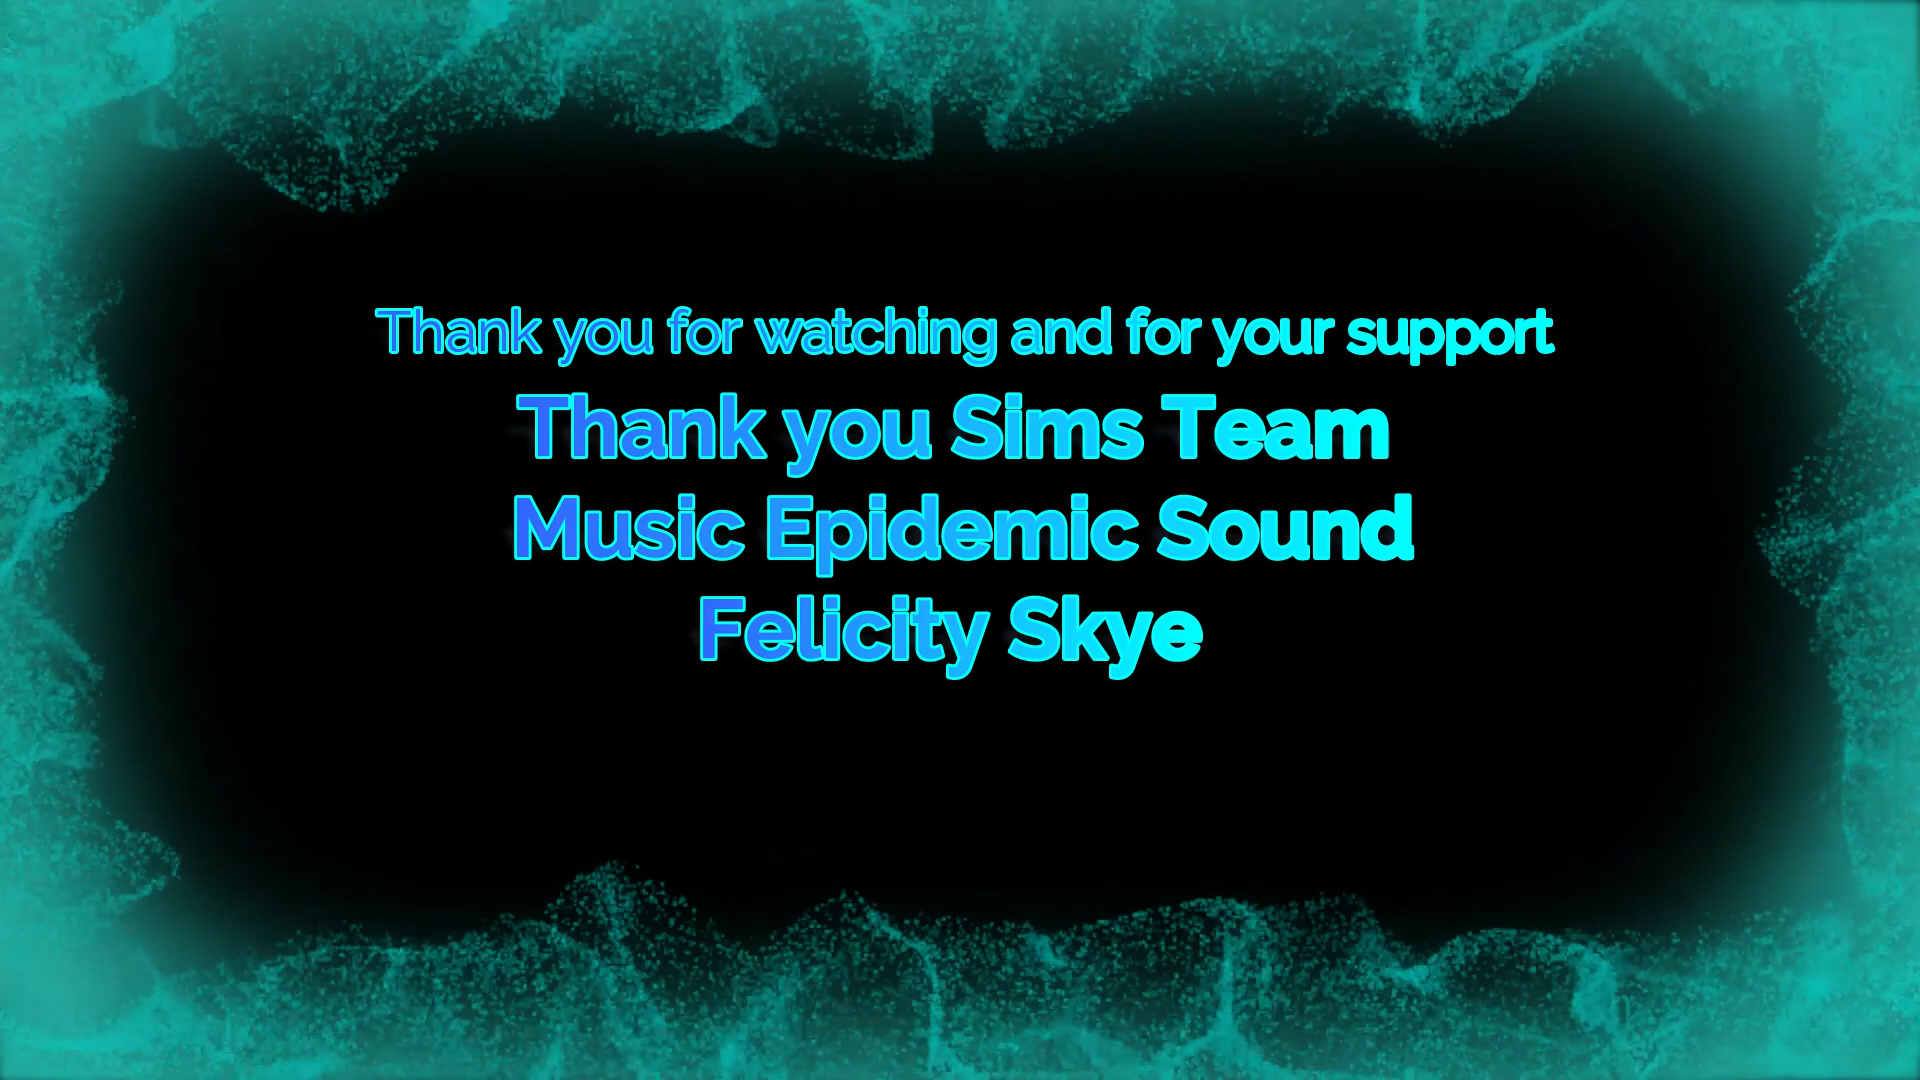 Thank you for watching and for your support
Thank you Sims Team
Music Epidemic Sound
Felicity Skye